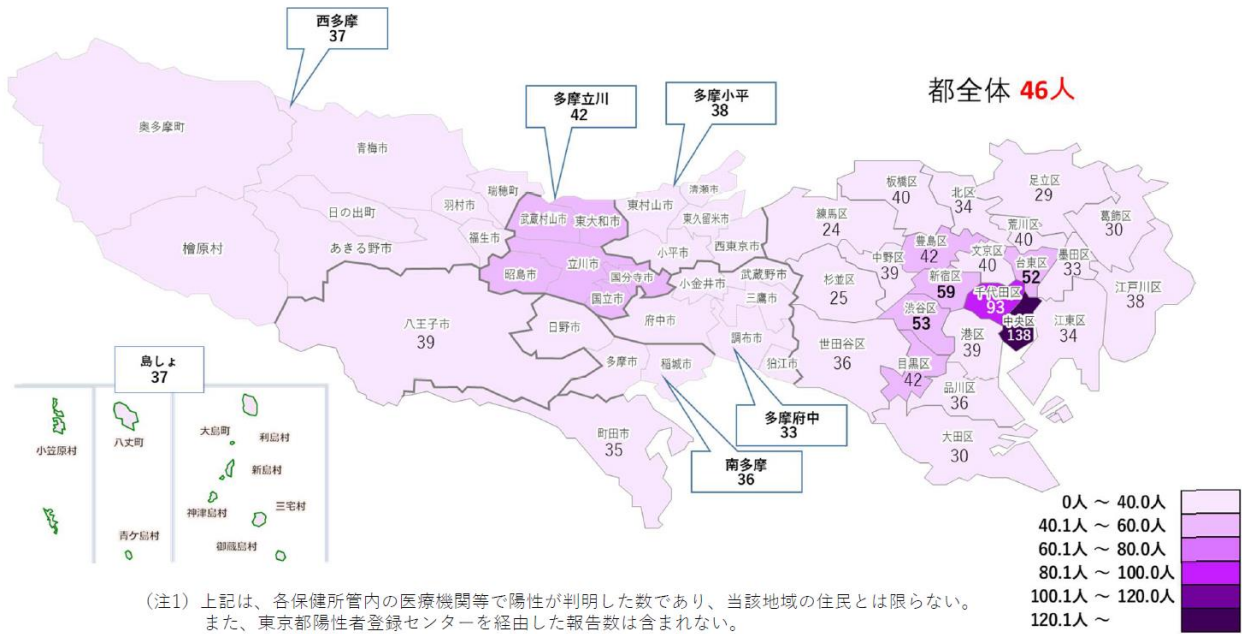 西多摩
37
多摩立川
42
多摩小平
38
都全体 46人
奥多摩町
青梅市
瑞穂町
羽村市
日の出町
福生市
あきる野市
檜原村
武蔵村山市
東大和市
昭島市
立川市
国分寺市
国立市
東村山市
清瀬市
東久留米市
小平市
西東京市
小金井市
武蔵野市
三鷹市
府中市
調布市
狛江市
八王子市
39
日野市
多摩市
稲城市
町田市
35
多摩府中
33
南多摩
36
板橋区
40
北区
34
足立区
29
練馬区
24
豊島区
42
文京区
40
荒川区
40
台東区
52
墨田区
33
葛飾区
30
江戸川区
38
中野区
39
杉並区
25
新宿区
59
千代田区
93
中央区
138
渋谷区
53
港区
39
江東区
34
世田谷区
36
目黒区
42
品川区
36
大田区
30
島しょ
37
小笠原村
八丈町
青ケ島村
大島町
利島村
新島村
神津島村
三宅村
御蔵島村
0人 ～ 40.0人
40.1人 ～ 60.0人
60.1人 ～ 80.0人
80.1人 ～ 100.0人
100.1人 ～ 120.0人
120.1人 ～
(注1) 上記は、各保健所管内の医療機関等で陽性が判明した数であり、当該地域の住民とは限らない。
また、東京都陽性者登録センターを経由した報告数は含まれない。